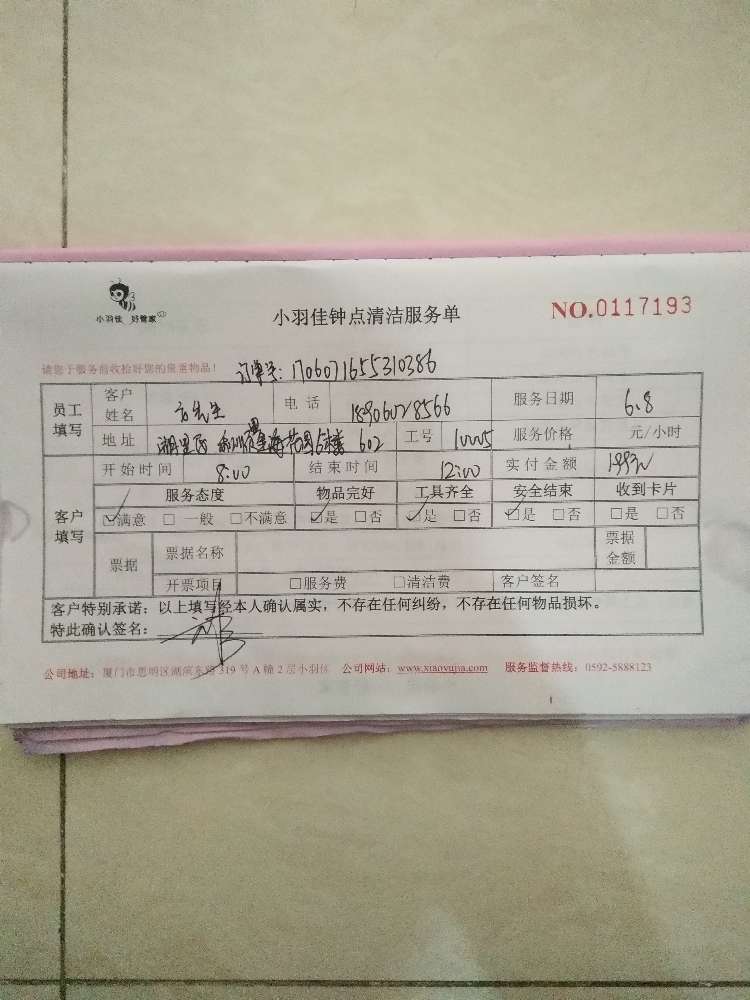 小羽佳 好管家
小羽佳钟点清洁服务单
NO.0117193
请您于服务前收拾好您的贵重物品!
订单号:1706071655310386
员工填写 客户姓名 方先生 电话 18906028566 服务日期 6.8
地址 湖里区 602 工号 10005 服务价格 元/小时
客户填写 开始时间 8:00 结束时间 12:00 实付金额
服务态度 物品完好 工具齐全 安全结束 收到卡片
☑满意 □一般 □不满意 ☑是 □否 ☑是 □否 ☑是 □否 □是 □否
票据 票据名称 票据金额
开票项目 □服务费 □清洁费 客户签名
客户特别承诺:以上填写经本人确认属实,不存在任何纠纷,不存在任何物品损坏。
特此确认签名:
公司地址:厦门市思明区湖滨东路319号A幢2层小羽佳 公司网站:www.xiaoyujia.com 服务监督热线:0592-5888123